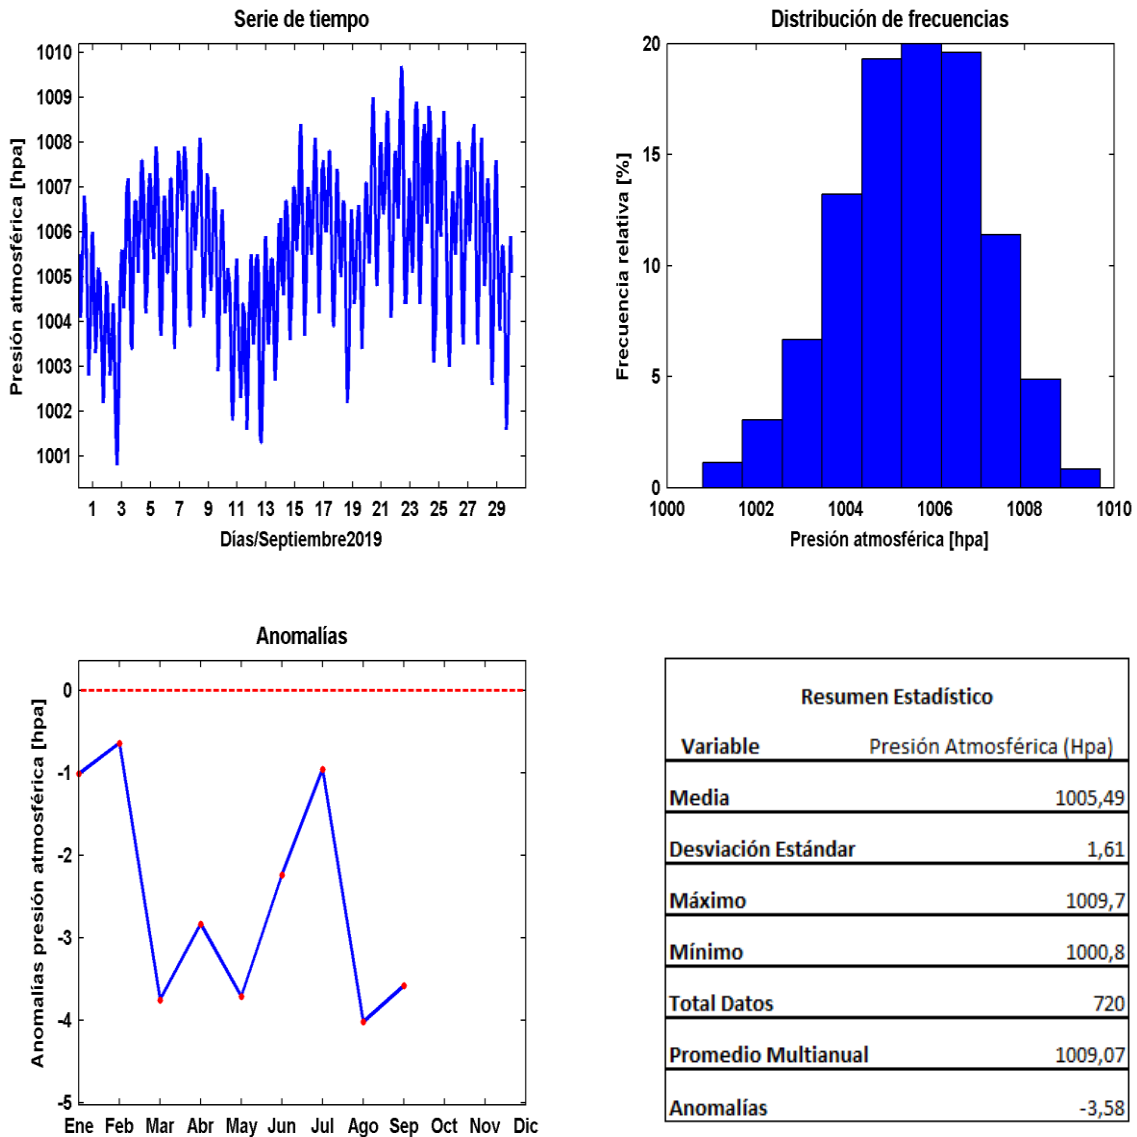 Serie de tiempo
Presión atmosférica [hpa]
1010
1009
1008
1007
1006
1005
1004
1003
1002
1001
1 3 5 7 9 11 13 15 17 19 21 23 25 27 29
Días/Septiembre2019
Distribución de frecuencias
Frecuencia relativa [%]
20
15
10
5
0
1000 1002 1004 1006 1008 1010
Presión atmosférica [hpa]
Anomalías
Anomalías presión atmosférica [hpa]
0
-1
-2
-3
-4
-5
Ene Feb Mar Abr May Jun Jul Ago Sep Oct Nov Dic
Resumen Estadístico
Variable Presión Atmosférica (Hpa)
Media 1005,49
Desviación Estándar 1,61
Máximo 1009,7
Mínimo 1000,8
Total Datos 720
Promedio Multianual 1009,07
Anomalías -3,58